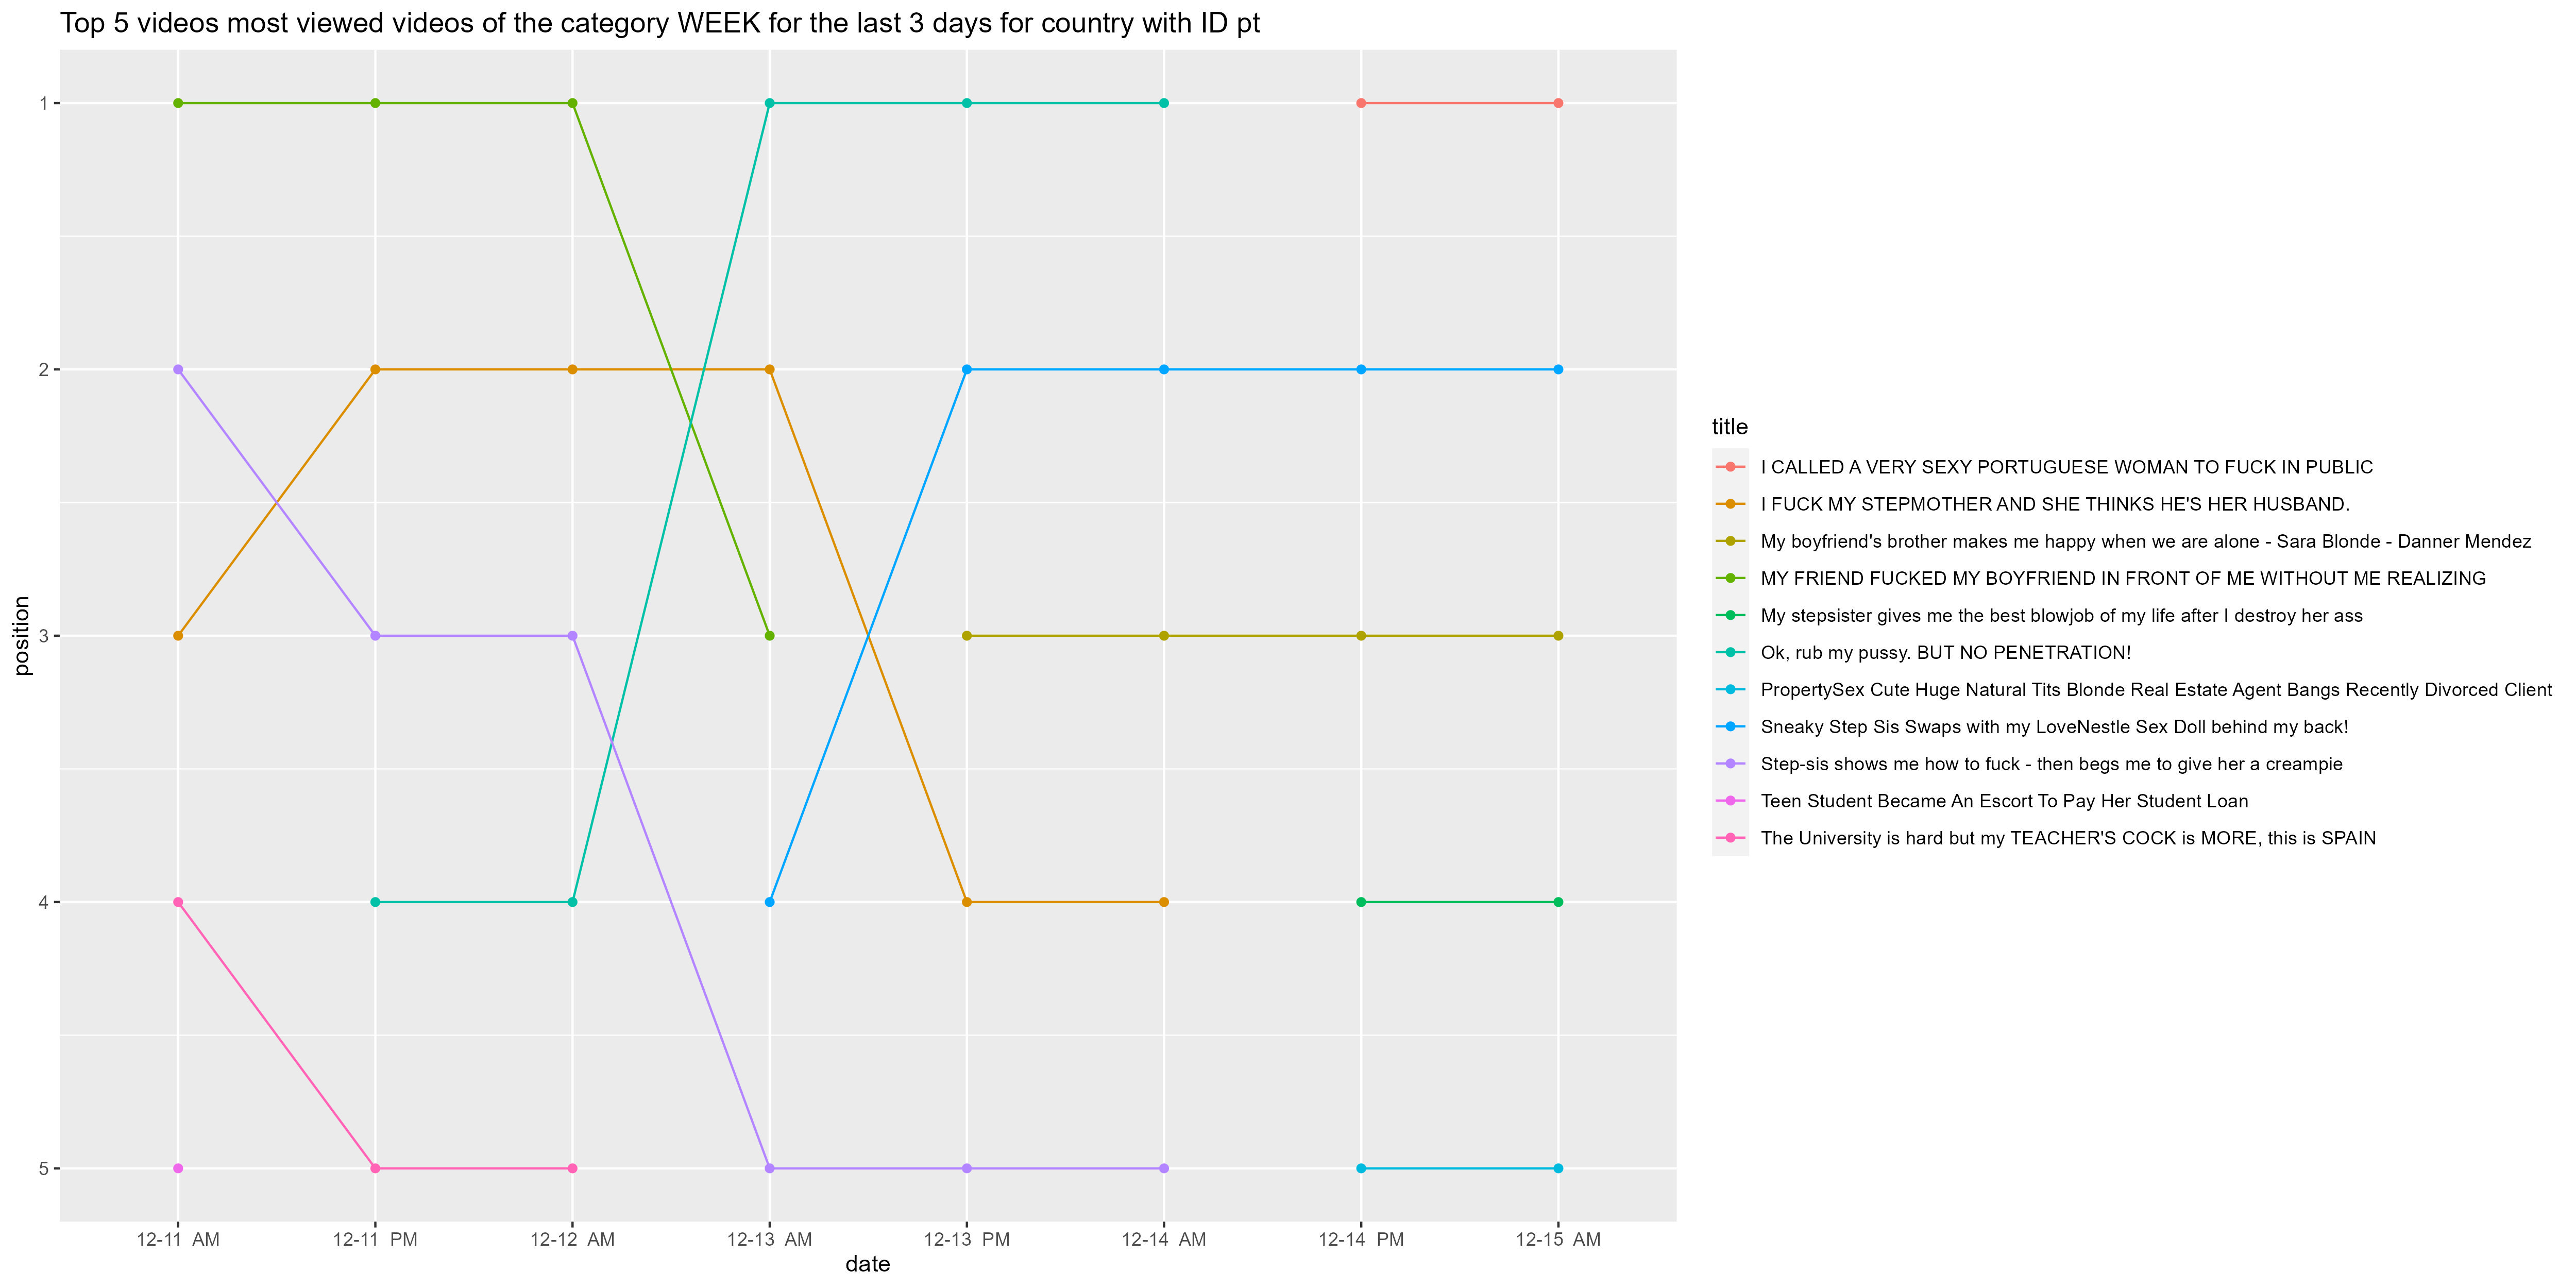 Top 5 videos most viewed videos of the category WEEK for the last 3 days for country with ID pt
position
1
2
3
4
5
12-11 AM
12-11 PM
12-12 AM
12-13 AM
12-13 PM
12-14 AM
12-14 PM
12-15 AM
date
title
I CALLED A VERY SEXY PORTUGUESE WOMAN TO FUCK IN PUBLIC
I FUCK MY STEPMOTHER AND SHE THINKS HE'S HER HUSBAND.
My boyfriend's brother makes me happy when we are alone - Sara Blonde - Danner Mendez
MY FRIEND FUCKED MY BOYFRIEND IN FRONT OF ME WITHOUT ME REALIZING
My stepsister gives me the best blowjob of my life after I destroy her ass
Ok, rub my pussy. BUT NO PENETRATION!
PropertySex Cute Huge Natural Tits Blonde Real Estate Agent Bangs Recently Divorced Client
Sneaky Step Sis Swaps with my LoveNestle Sex Doll behind my back!
Step-sis shows me how to fuck - then begs me to give her a creampie
Teen Student Became An Escort To Pay Her Student Loan
The University is hard but my TEACHER'S COCK is MORE, this is SPAIN